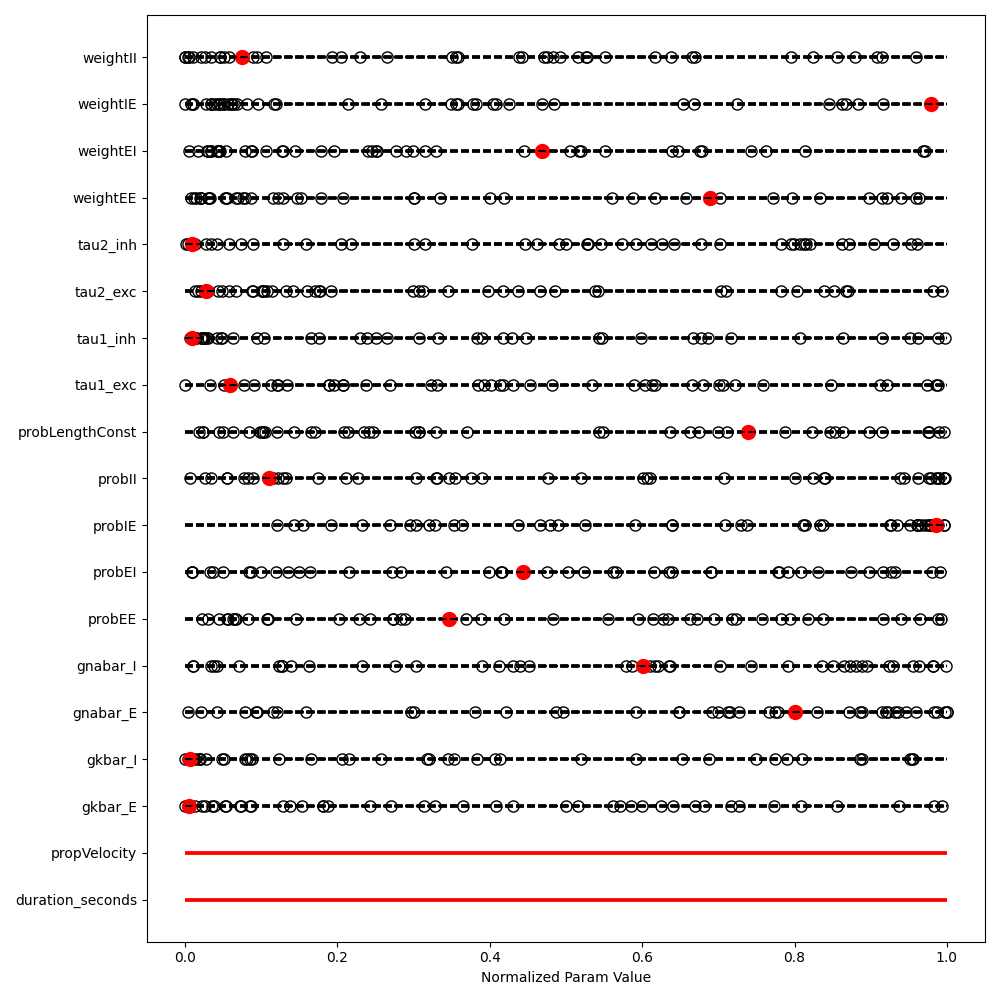 weightII
weightIE
weightEI
weightEE
tau2_inh
tau2_exc
tau1_inh
tau1_exc
probLengthConst
probII
probIE
probEI
probEE
gnabar_I
gnabar_E
gkbar_I
gkbar_E
propVelocity
duration_seconds
0.0 0.2 0.4 0.6 0.8 1.0
Normalized Param Value